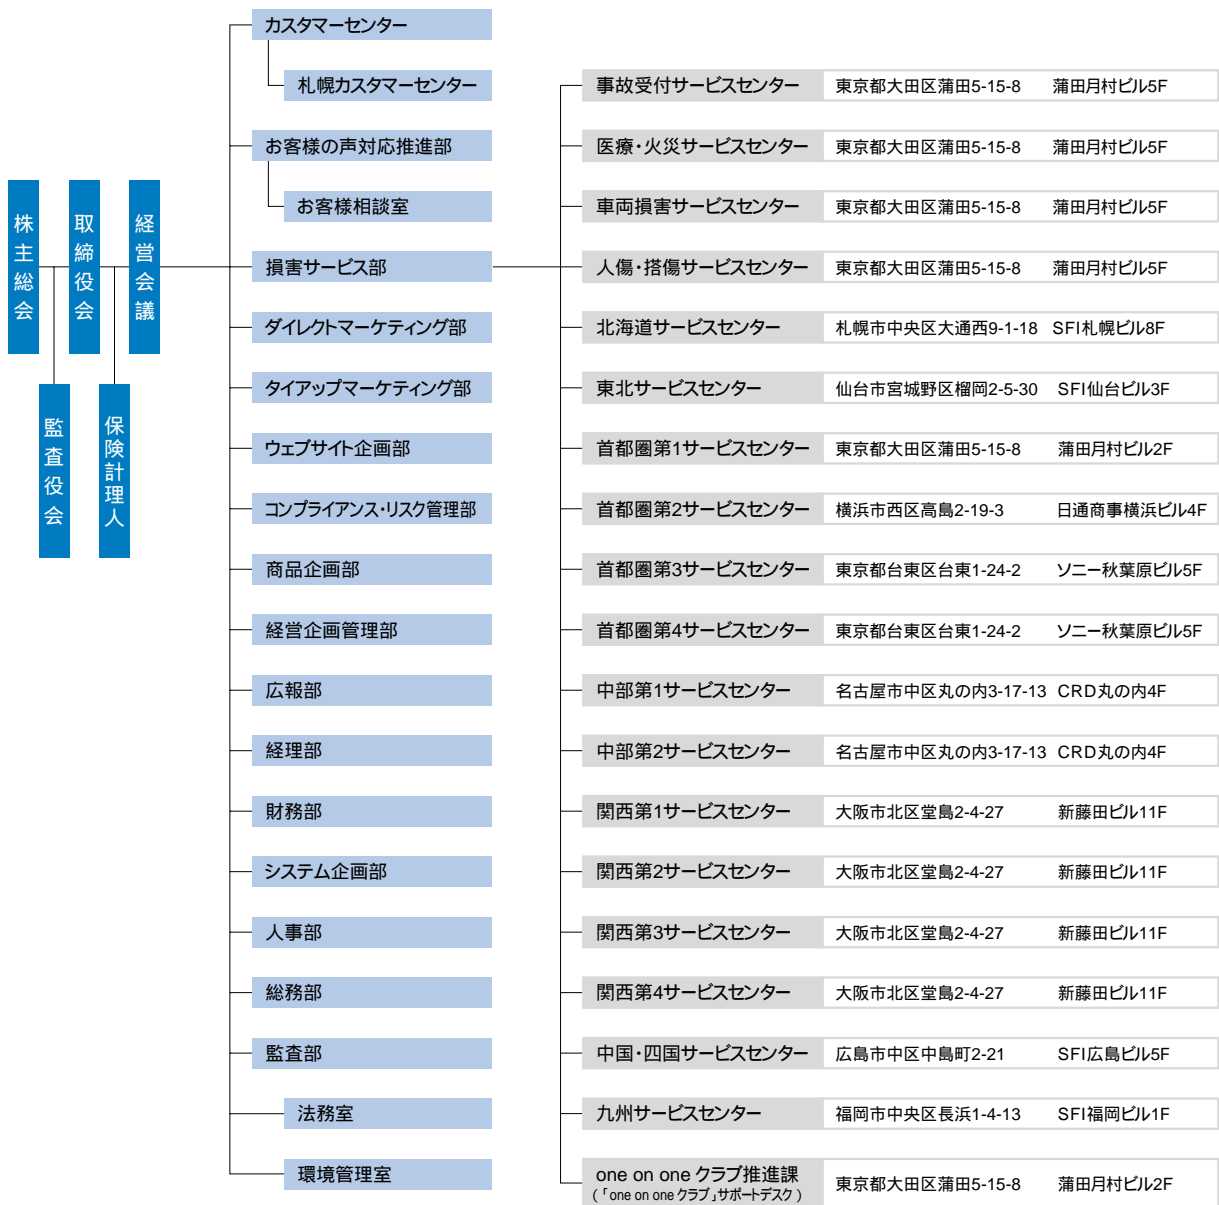 株主総会
取締役会
経営会議
監査役会
保険計理人
カスタマーセンター
札幌カスタマーセンター
お客様の声対応推進部
お客様相談室
損害サービス部
ダイレクトマーケティング部
タイアップマーケティング部
ウェブサイト企画部
コンプライアンス・リスク管理部
商品企画部
経営企画管理部
広報部
経理部
財務部
システム企画部
人事部
総務部
監査部
法務室
環境管理室
事故受付サービスセンター 東京都大田区蒲田5-15-8 蒲田月村ビル5F
医療・火災サービスセンター 東京都大田区蒲田5-15-8 蒲田月村ビル5F
車両損害サービスセンター 東京都大田区蒲田5-15-8 蒲田月村ビル5F
人傷・搭傷サービスセンター 東京都大田区蒲田5-15-8 蒲田月村ビル5F
北海道サービスセンター 札幌市中央区大通西9-1-18 SFI札幌ビル8F
東北サービスセンター 仙台市宮城野区榴岡2-5-30 SFI仙台ビル3F
首都圏第1サービスセンター 東京都大田区蒲田5-15-8 蒲田月村ビル2F
首都圏第2サービスセンター 横浜市西区高島2-19-3 日通商事横浜ビル4F
首都圏第3サービスセンター 東京都台東区台東1-24-2 ソニー秋葉原ビル5F
首都圏第4サービスセンター 東京都台東区台東1-24-2 ソニー秋葉原ビル5F
中部第1サービスセンター 名古屋市中区丸の内3-17-13 CRD丸の内4F
中部第2サービスセンター 名古屋市中区丸の内3-17-13 CRD丸の内4F
関西第1サービスセンター 大阪市北区堂島2-4-27 新藤田ビル11F
関西第2サービスセンター 大阪市北区堂島2-4-27 新藤田ビル11F
関西第3サービスセンター 大阪市北区堂島2-4-27 新藤田ビル11F
関西第4サービスセンター 大阪市北区堂島2-4-27 新藤田ビル11F
中国・四国サービスセンター 広島市中区中島町2-21 SFI広島ビル5F
九州サービスセンター 福岡市中央区長浜1-4-13 SFI福岡ビル1F
one on one クラブ推進課 東京都大田区蒲田5-15-8 蒲田月村ビル2F
(「one on one クラブ」サポートデスク)